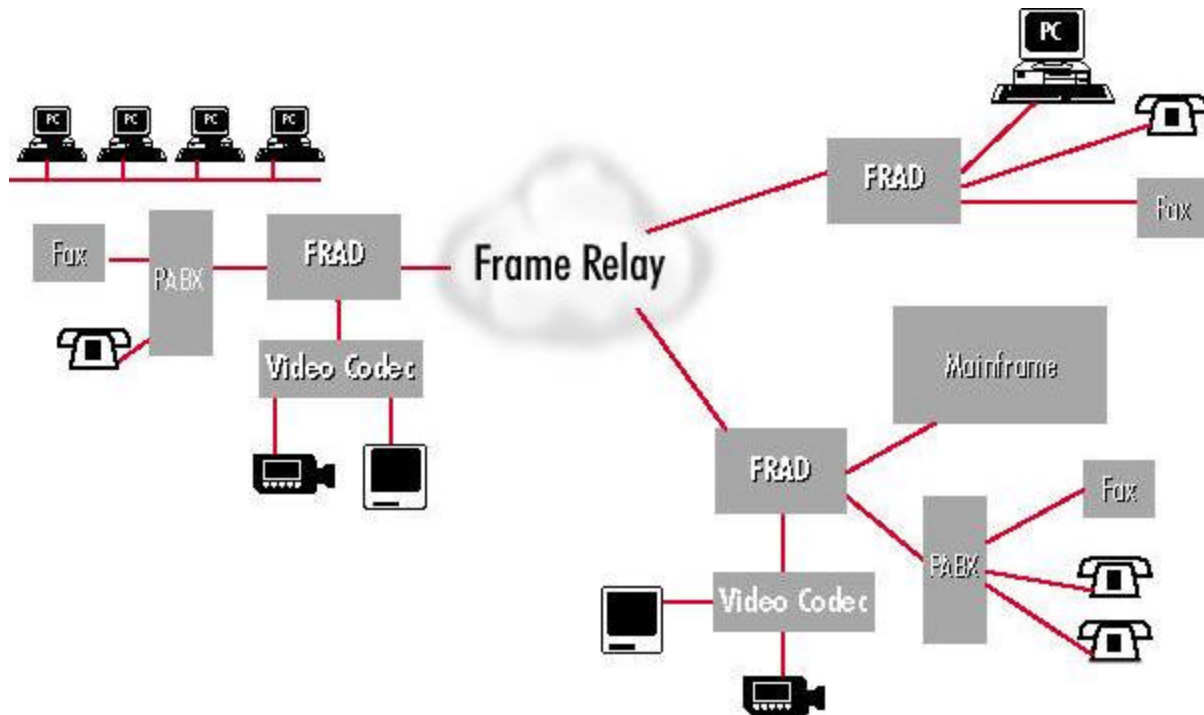 PC
PC
PC
PC
PC
FRAD
Fax
Fax
PABX
FRAD
Frame Relay
Video Codec
Mainframe
FRAD
Fax
PABX
Video Codec